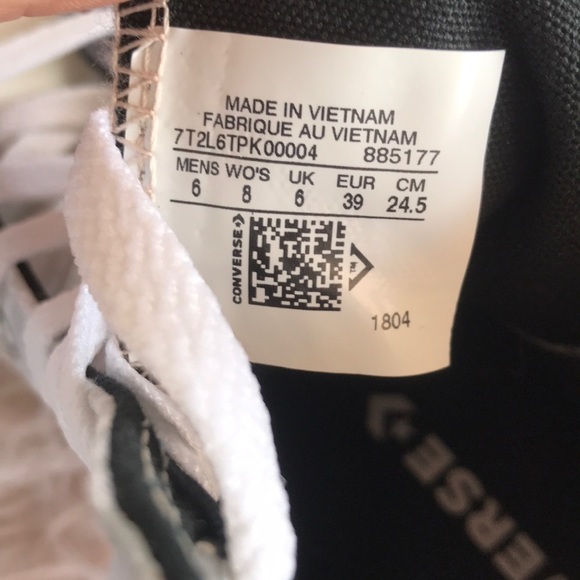 MADE IN VIETNAM
FABRIQUE AU VIETNAM
7T2L6TPK00004 885177
MENS WO'S UK EUR CM
6 8 6 39 24.5
CONVERSE
1804
VERSE